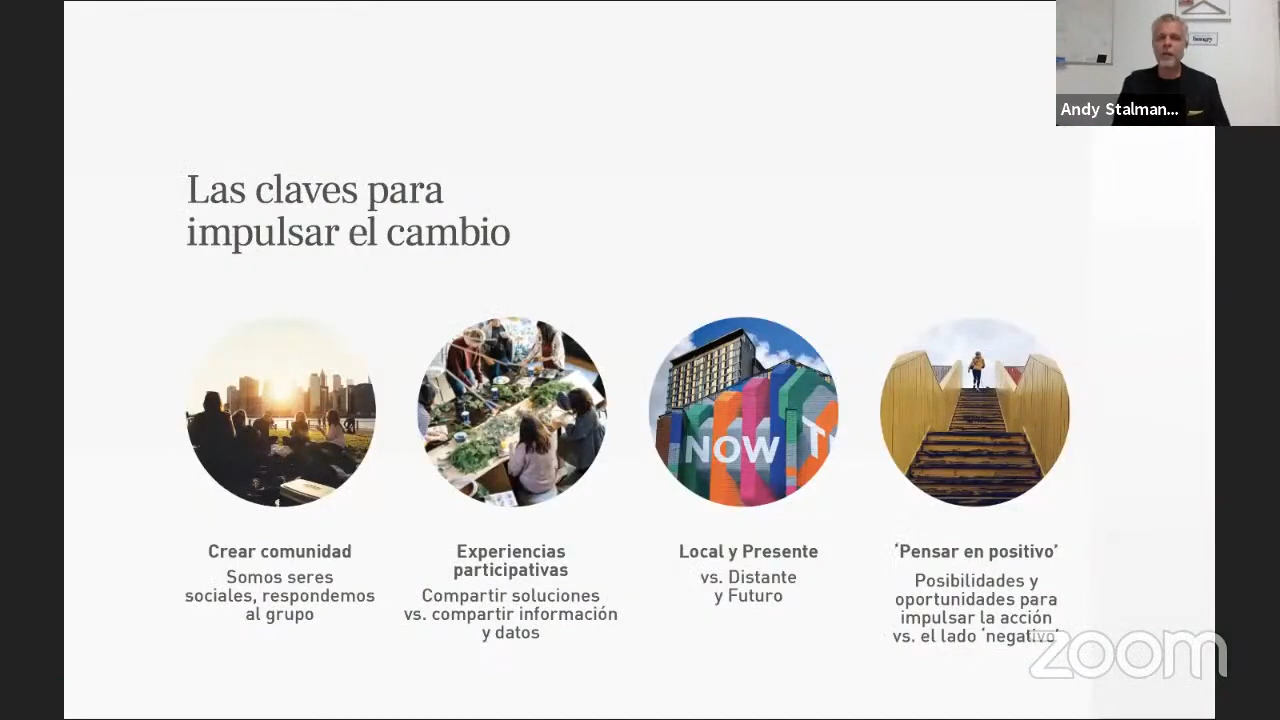 Andy Stalman...
Las claves para
impulsar el cambio
NOW
Crear comunidad
Somos seres
sociales, respondemos
al grupo
Experiencias
participativas
Compartir soluciones
vs. compartir información
y datos
Local y Presente
vs. Distante
y Futuro
‘Pensar en positivo’
Posibilidades y
oportunidades para
impulsar la acción
vs. el lado ‘negativo’
zoom